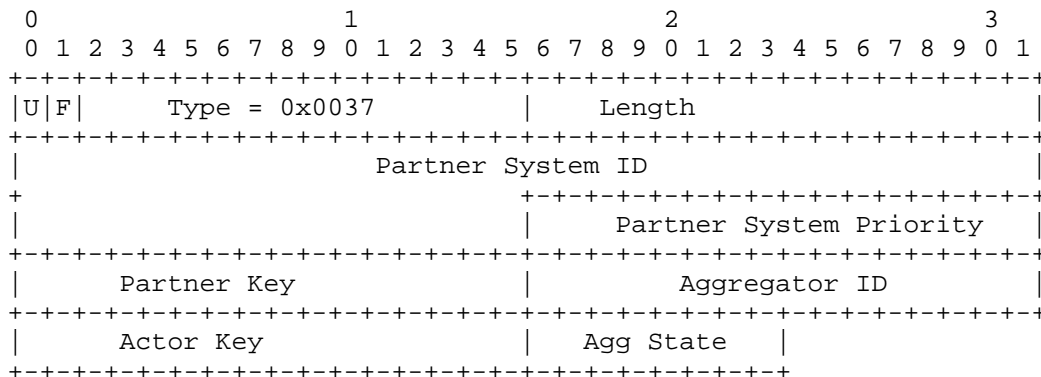 0                   1                   2                   3
 0 1 2 3 4 5 6 7 8 9 0 1 2 3 4 5 6 7 8 9 0 1 2 3 4 5 6 7 8 9 0 1
+-+-+-+-+-+-+-+-+-+-+-+-+-+-+-+-+-+-+-+-+-+-+-+-+-+-+-+-+-+-+-+-+
|U|F|     Type = 0x0037         |    Length                     |
+-+-+-+-+-+-+-+-+-+-+-+-+-+-+-+-+-+-+-+-+-+-+-+-+-+-+-+-+-+-+-+-+
|                      Partner System ID                        |
+                               +-+-+-+-+-+-+-+-+-+-+-+-+-+-+-+-+
|                               |     Partner System Priority   |
+-+-+-+-+-+-+-+-+-+-+-+-+-+-+-+-+-+-+-+-+-+-+-+-+-+-+-+-+-+-+-+-+
|      Partner Key              |         Aggregator ID         |
+-+-+-+-+-+-+-+-+-+-+-+-+-+-+-+-+-+-+-+-+-+-+-+-+-+-+-+-+-+-+-+-+
|      Actor Key                |   Agg State   |
+-+-+-+-+-+-+-+-+-+-+-+-+-+-+-+-+-+-+-+-+-+-+-+-+